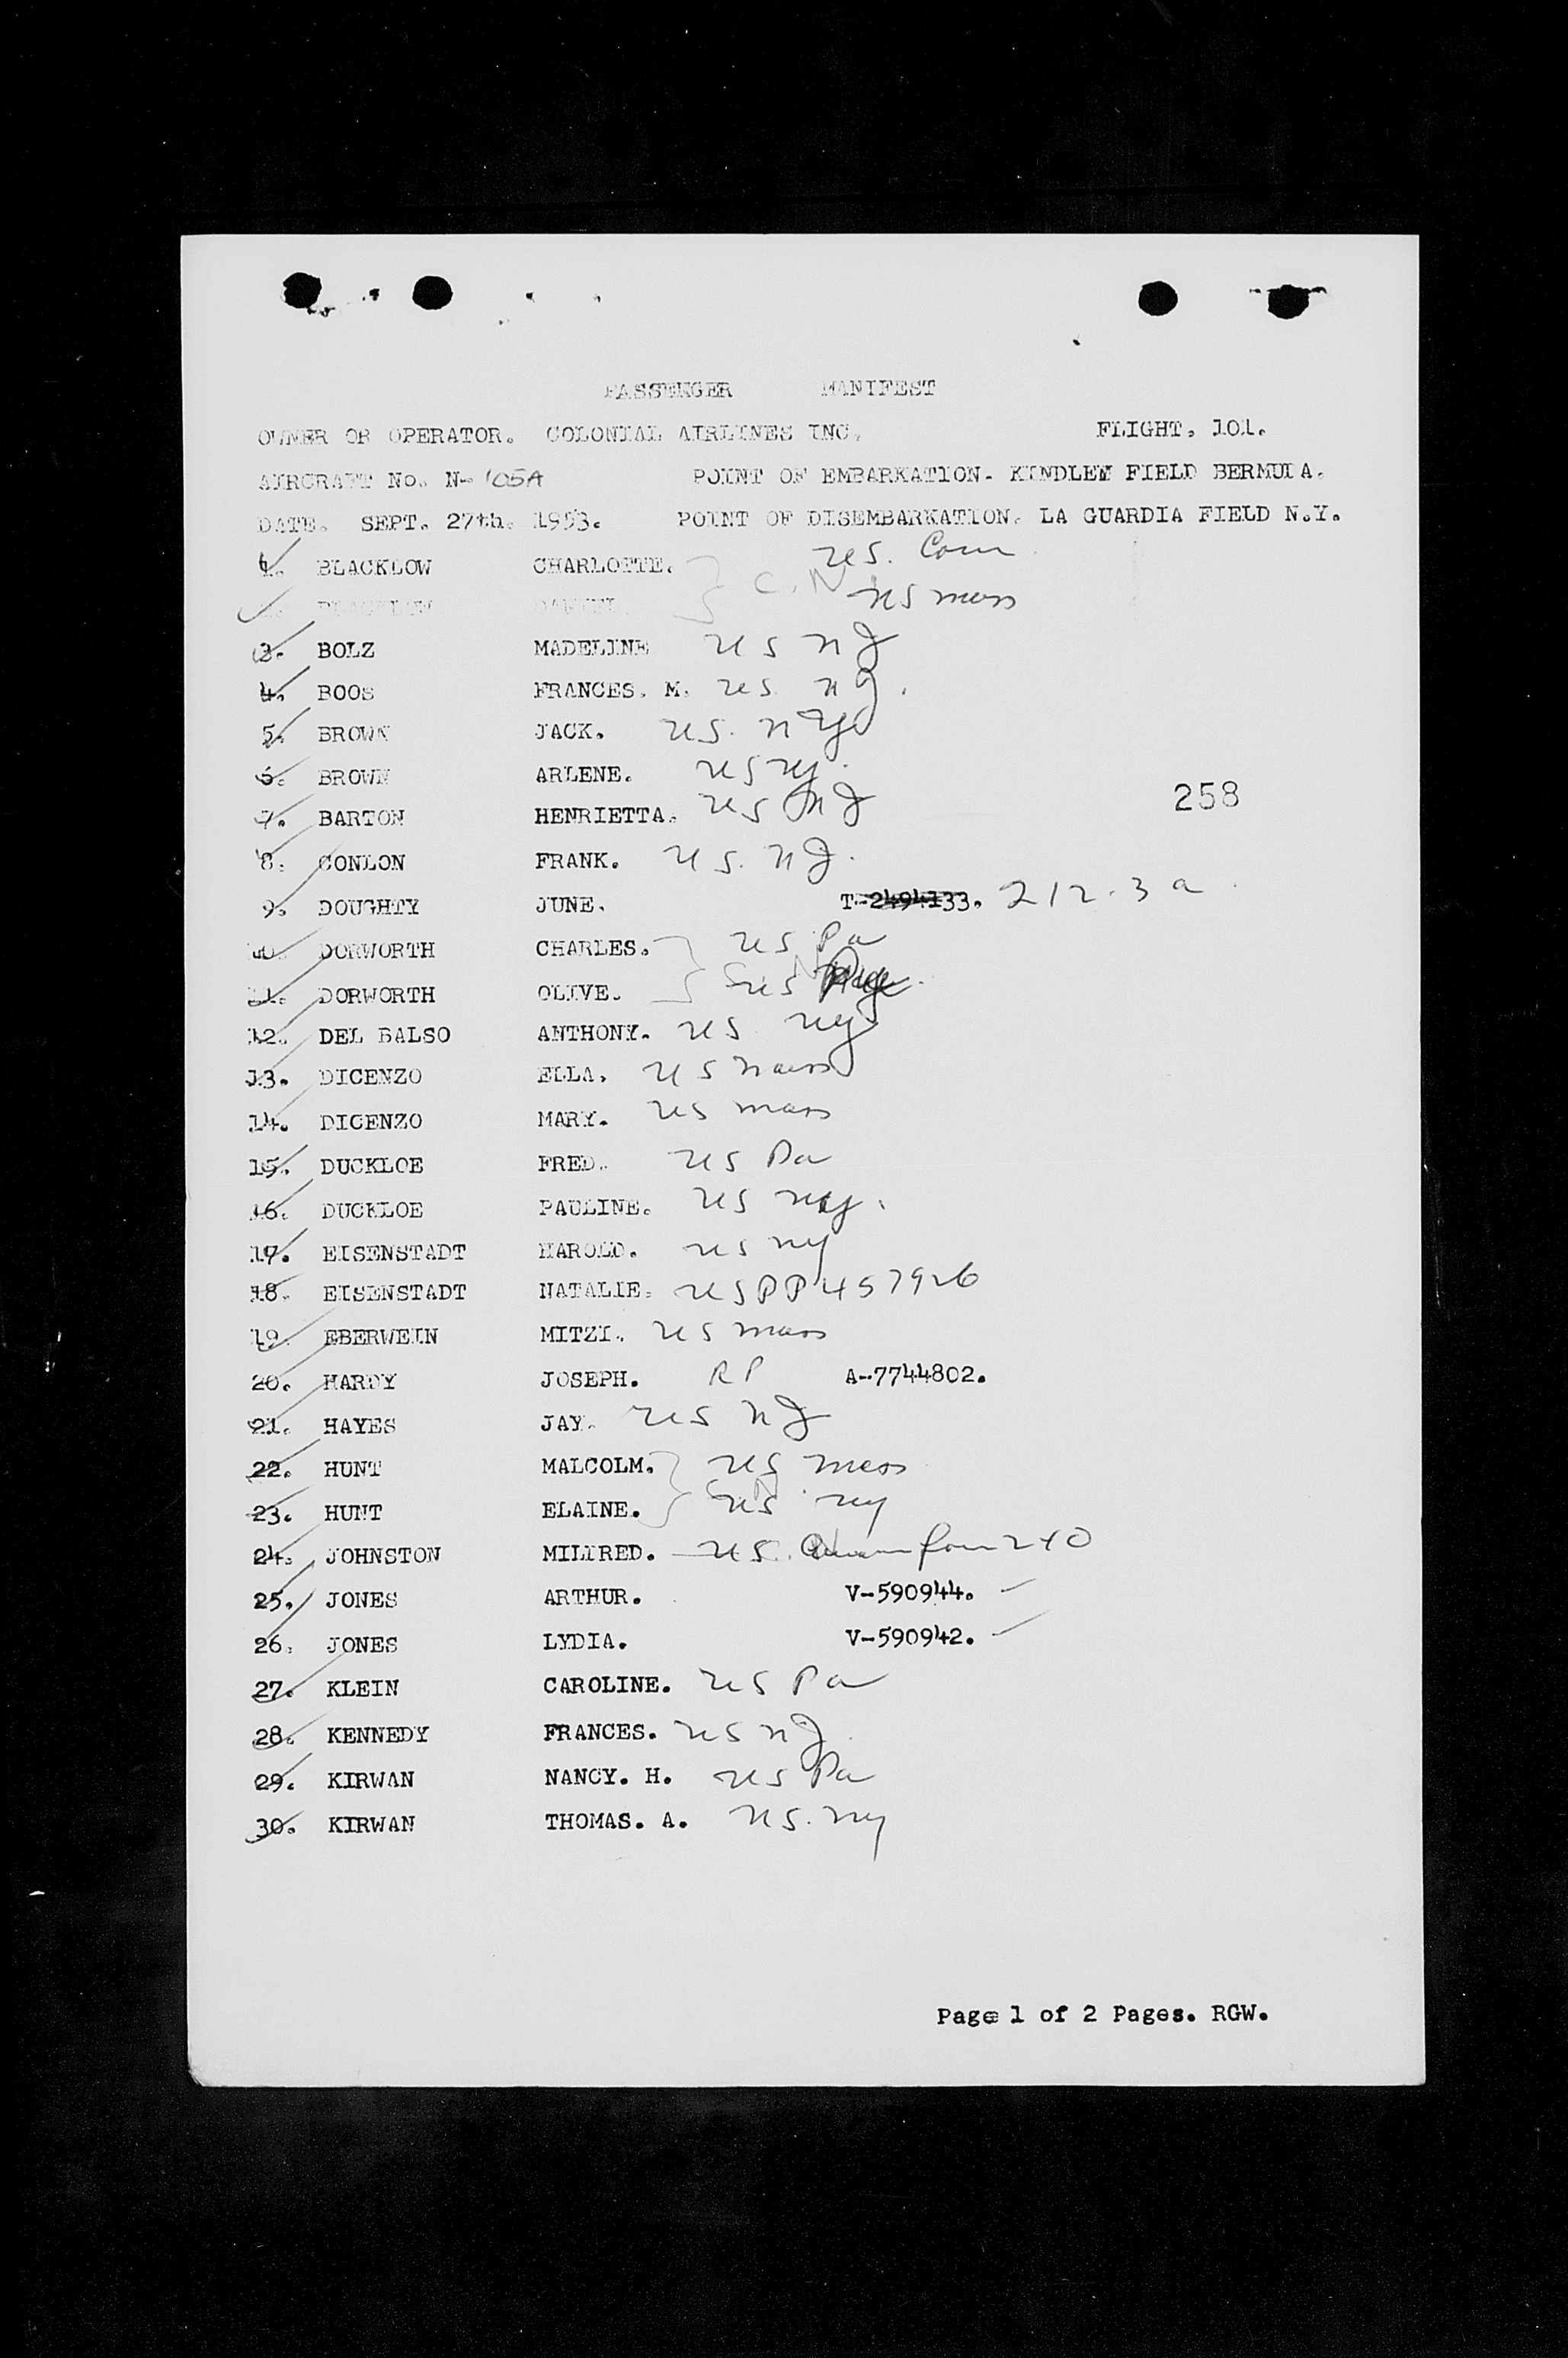 PASSENGER MANIFEST
OWNER OR OPERATOR. COLONIAL AIRLINES INC. FLIGHT. 101.
AIRCRAFT No. N- 105A POINT OF EMBARKATION. KINDLEW FIELD BERMUDA.
DATE. SEPT. 27th. 1953. POINT OF DISEMBARKATION. LA GUARDIA FIELD N.Y.
1. BLACKLOW CHARLOTTE. US. Conn
C. N US mass
3. BOLZ MADELINE US NJ
4. BOOS FRANCES. M. US
5. BROWN JACK. US. NY
6. BROWN ARLENE. US NY.
7. BARTON HENRIETTA. US NJ
258
8. CONLON FRANK. US. NJ.
9. DOUGHTY JUNE. T-2494133. 212.3 a
10. DORWORTH CHARLES. US Pa
11. DORWORTH OLIVE. US
12. DEL BALSO ANTHONY. US NY
13. DICENZO ELLA. US mass
14. DICENZO MARY. US mass
15. DUCKLOE FRED. US Pa
16. DUCKLOE PAULINE. US NY.
17. EISENSTADT HAROLD. US NY
18. EISENSTADT NATALIE. US PP 457926
19. EBERWEIN MITZI. US mass
20. HARDY JOSEPH. RP A-7744802.
21. HAYES JAY. US NJ
22. HUNT MALCOLM. US mass
23. HUNT ELAINE. US NY
24. JOHNSTON MILDRED. US.
25. JONES ARTHUR. V-590944.
26. JONES LYDIA. V-590942.
27. KLEIN CAROLINE. US Pa
28. KENNEDY FRANCES. US NJ
29. KIRWAN NANCY. H. US Pa
30. KIRWAN THOMAS. A. US. NY
Page 1 of 2 Pages. RGW.